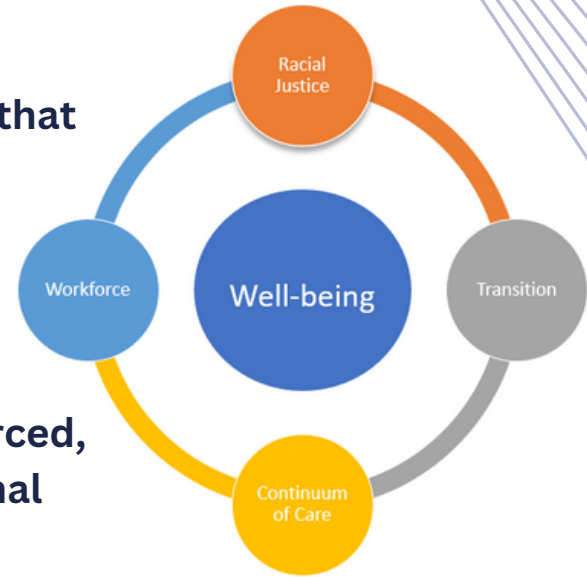 Racial
Justice
that
Workforce
Well-being
Transition
rced,
nal
Continuum
of Care